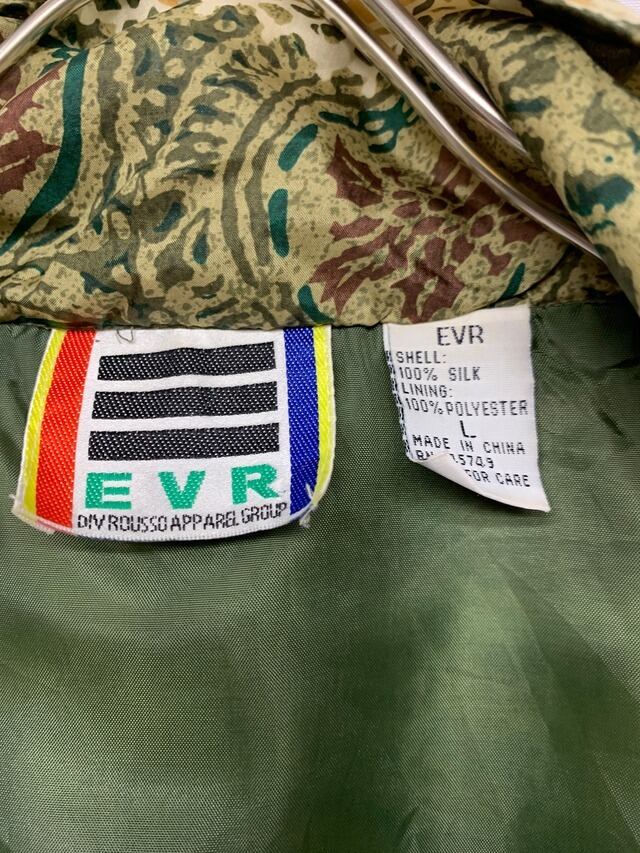 EVR
DIV ROUSSO APPAREL GROUP
EVR
SHELL:
100% SILK
LINING:
100% POLYESTER
L
MADE IN CHINA
FOR CARE